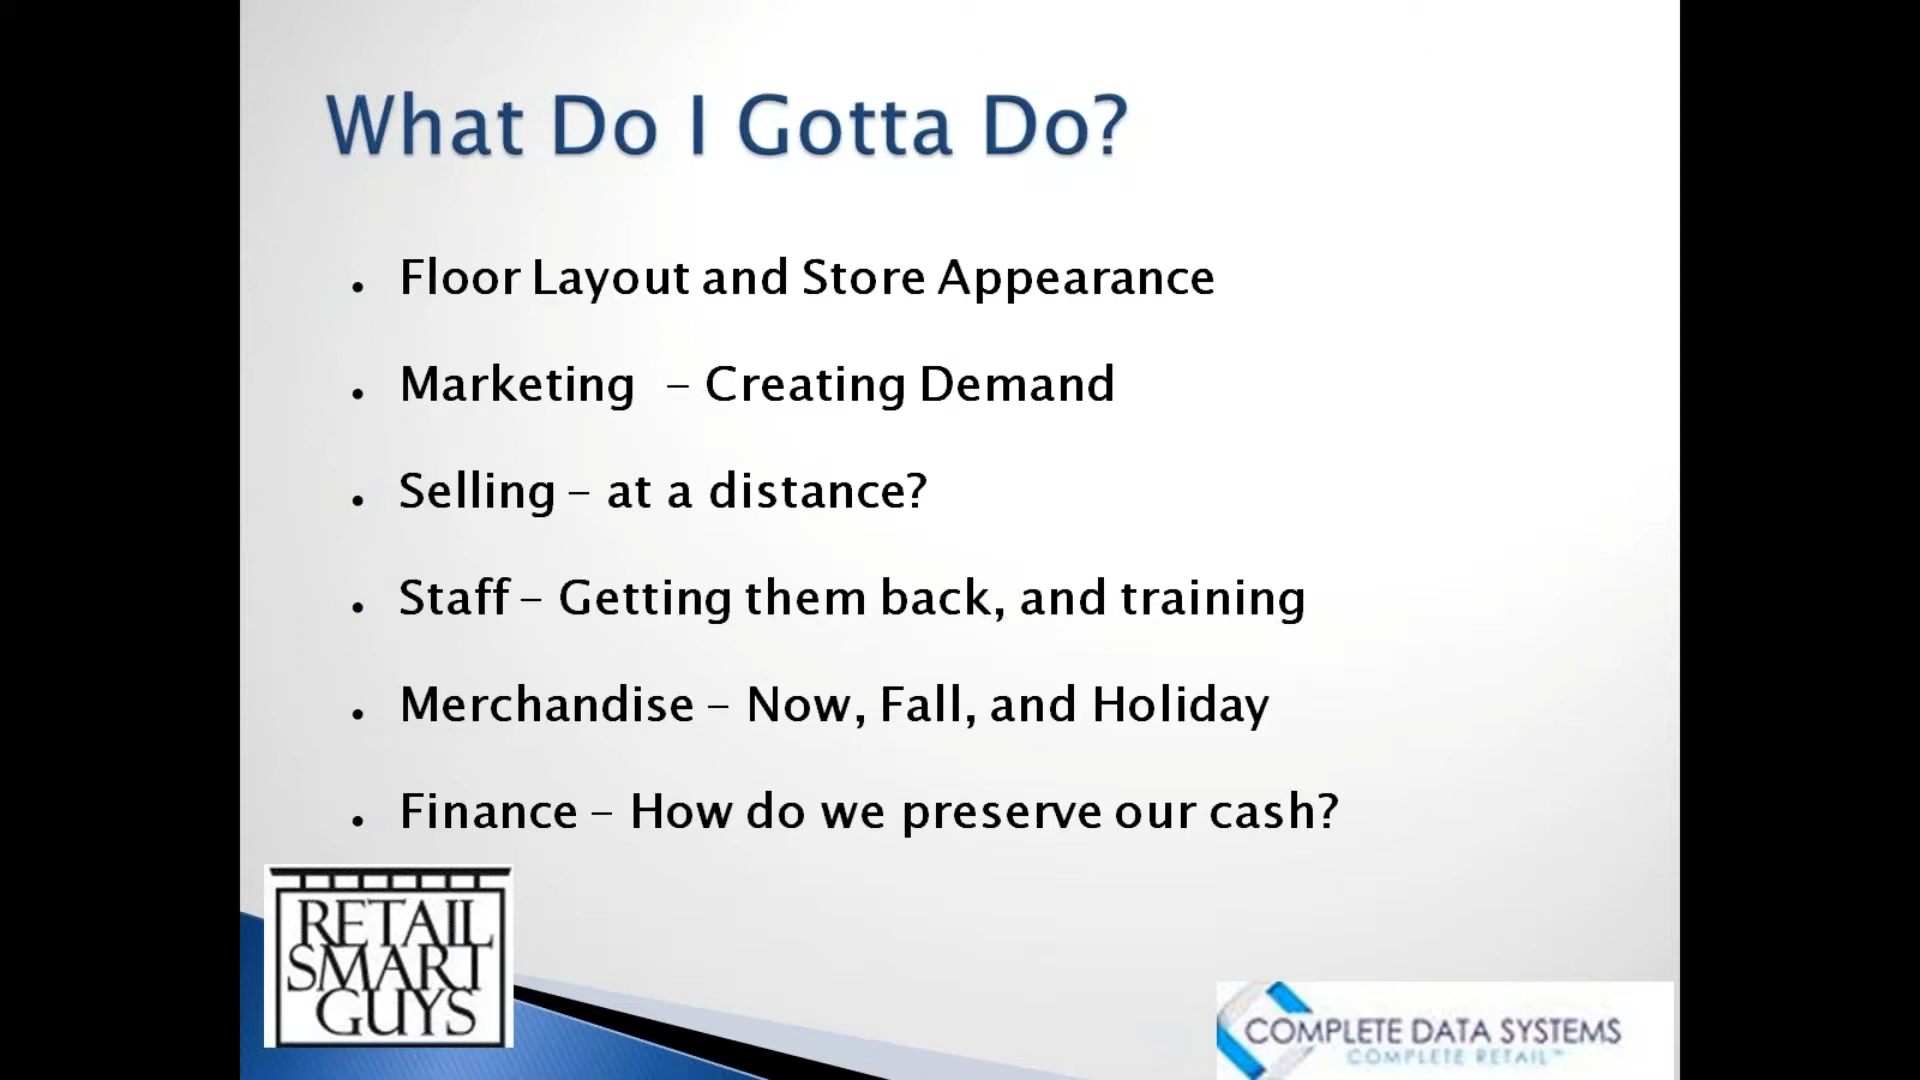 What Do I Gotta Do?
• Floor Layout and Store Appearance
• Marketing – Creating Demand
• Selling – at a distance?
• Staff – Getting them back, and training
• Merchandise – Now, Fall, and Holiday
• Finance – How do we preserve our cash?
RETAIL
SMART
GUYS
COMPLETE DATA SYSTEMS
COMPLETE RETAIL™